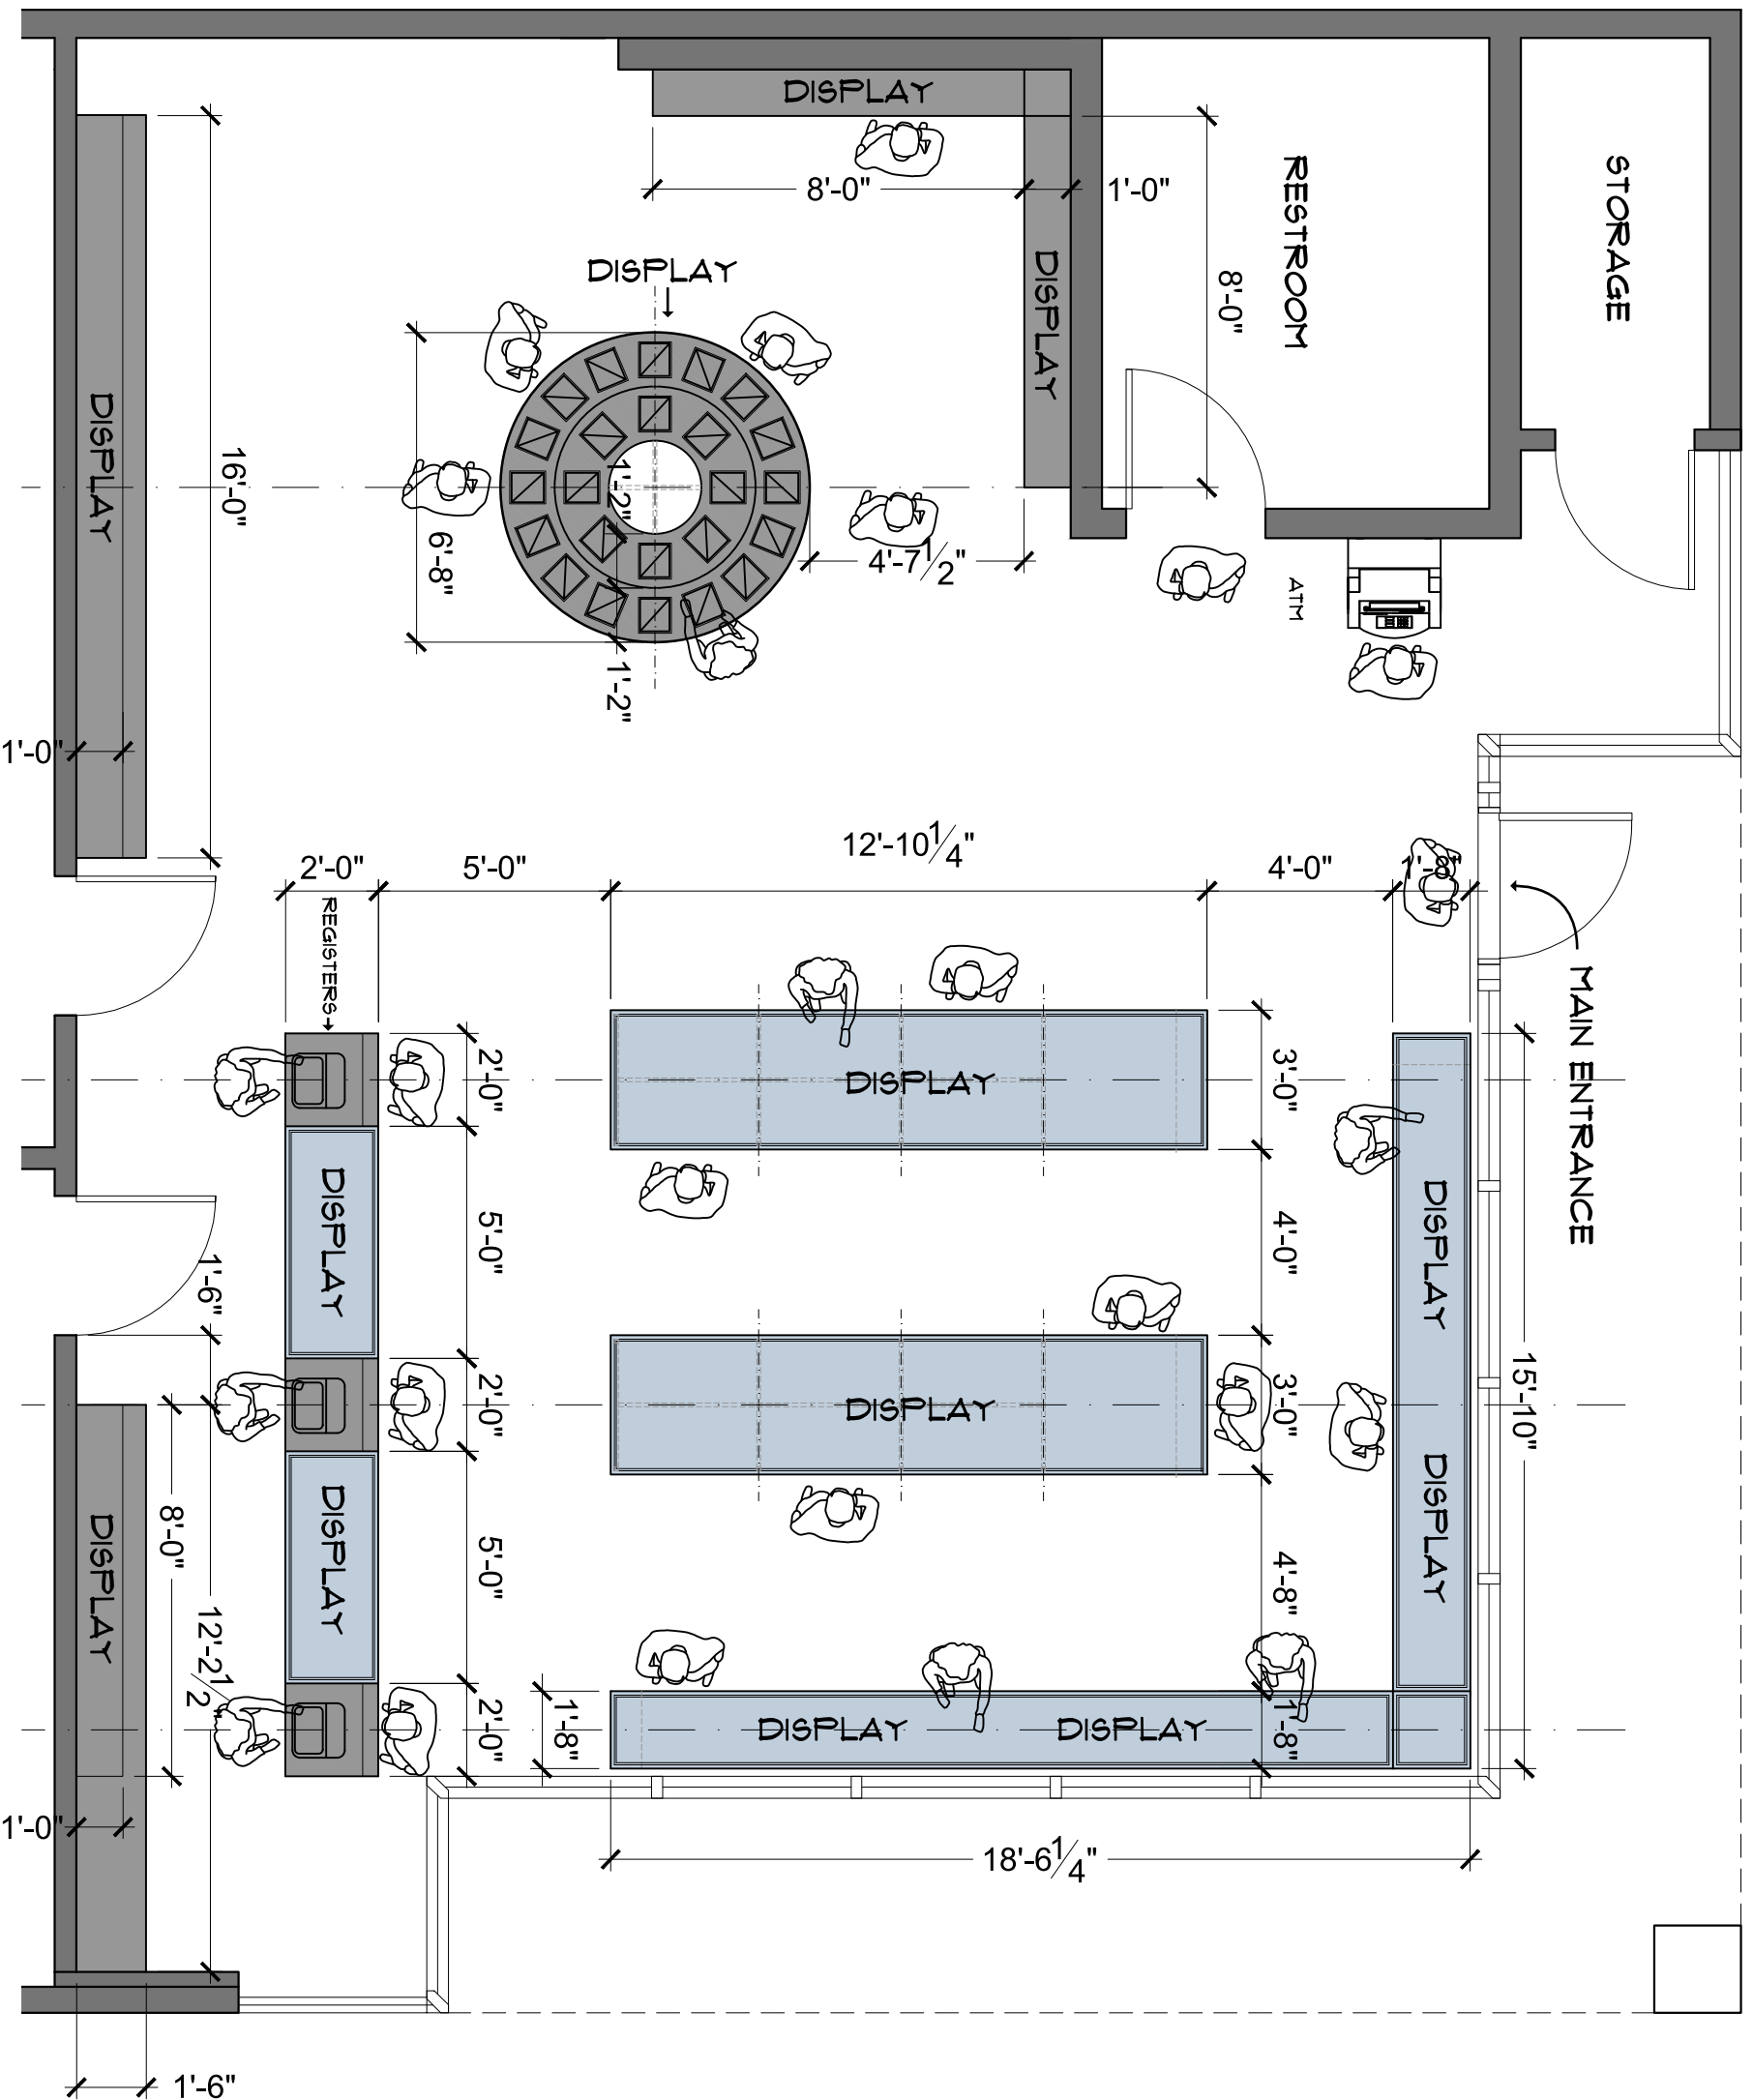 DISPLAY
STORAGE
RESTROOM
8'-0"
1'-0"
DISPLAY
8'-0"
DISPLAY
DISPLAY
16'-0"
1'-2"
6'-8"
4'-7 1/2"
ATM
1'-2"
1'-0"
12'-10 1/4"
2'-0"
5'-0"
4'-0"
1'-8"
REGISTERS
MAIN ENTRANCE
2'-0"
3'-0"
DISPLAY
DISPLAY
DISPLAY
5'-0"
4'-0"
1'-6"
15'-10"
2'-0"
DISPLAY
3'-0"
DISPLAY
DISPLAY
8'-0"
DISPLAY
5'-0"
4'-8"
12'-2 1/2"
2'-0"
1'-8"
DISPLAY
DISPLAY
1'-8"
1'-0"
18'-6 1/4"
1'-6"